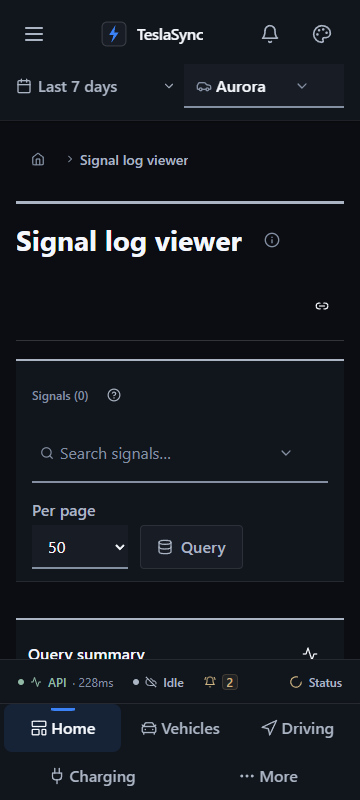 TeslaSync
Last 7 days
Aurora
Signal log viewer
Signal log viewer
Signals (0)
Search signals...
Per page
50
Query
Query summary
API · 228ms
Idle
2
Status
Home
Vehicles
Driving
Charging
More